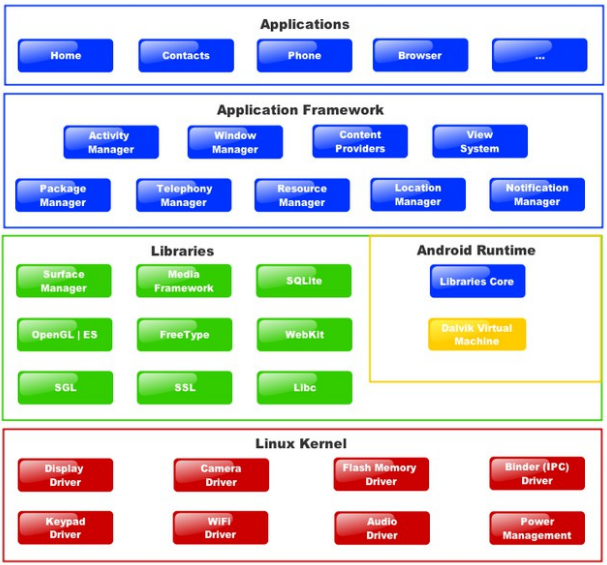 Applications
Home
Contacts
Phone
Browser
...
Application Framework
Activity
Manager
Window
Manager
Content
Providers
View
System
Package
Manager
Telephony
Manager
Resource
Manager
Location
Manager
Notification
Manager
Libraries
Surface
Manager
Media
Framework
SQLite
OpenGL | ES
FreeType
WebKit
SGL
SSL
Libc
Android Runtime
Libraries Core
Dalvik Virtual
Machine
Linux Kernel
Display
Driver
Camera
Driver
Flash Memory
Driver
Binder (IPC)
Driver
Keypad
Driver
WiFi
Driver
Audio
Driver
Power
Management